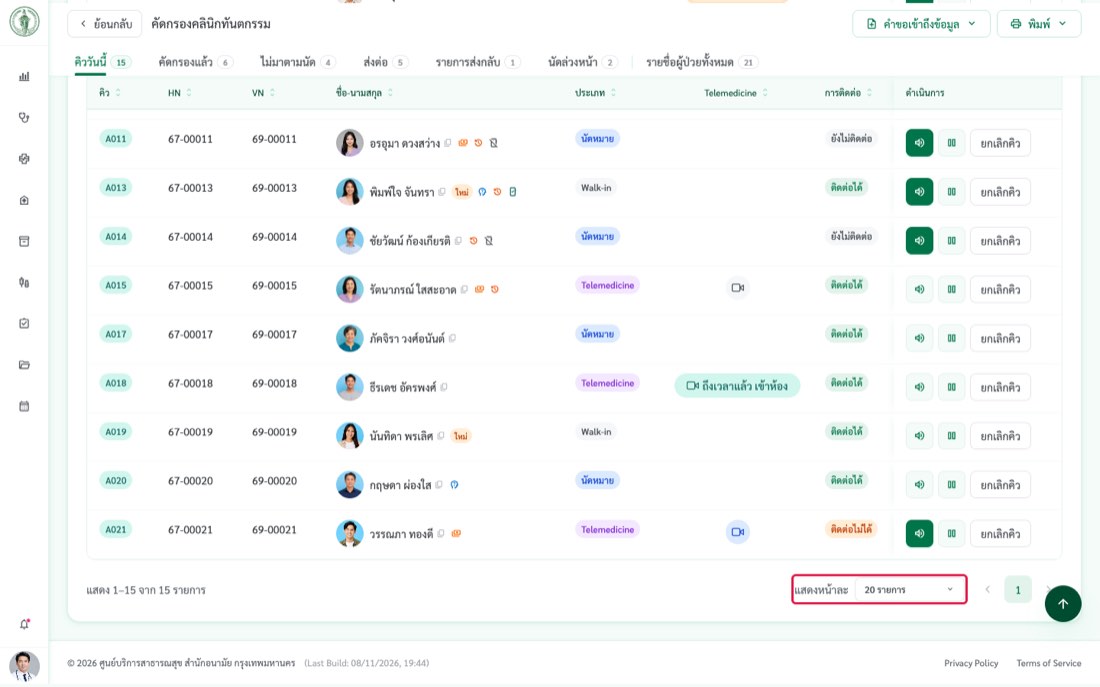 ย้อนกลับ คัดกรองคลินิกทันตกรรม คำขอเข้าถึงข้อมูล พิมพ์
คิววันนี้ 15 คัดกรองแล้ว 6 ไม่มาตามนัด 4 ส่งต่อ 5 รายการส่งกลับ 1 นัดล่วงหน้า 2 รายชื่อผู้ป่วยทั้งหมด 21
คิว HN VN ชื่อ-นามสกุล ประเภท Telemedicine การติดต่อ ดำเนินการ
A011 67-00011 69-00011 อรอุมา ดวงสว่าง นัดหมาย ยังไม่ติดต่อ ยกเลิกคิว
A013 67-00013 69-00013 พิมพ์ใจ จันทรา ใหม่ Walk-in ติดต่อได้ ยกเลิกคิว
A014 67-00014 69-00014 ชัยวัฒน์ ก้องเกียรติ นัดหมาย ยังไม่ติดต่อ ยกเลิกคิว
A015 67-00015 69-00015 รัตนาภรณ์ ใสสะอาด Telemedicine ติดต่อได้ ยกเลิกคิว
A017 67-00017 69-00017 ภัคจิรา วงศ์อนันต์ นัดหมาย ติดต่อได้ ยกเลิกคิว
A018 67-00018 69-00018 ธีรเดช อัครพงศ์ Telemedicine ถึงเวลาแล้ว เข้าห้อง ติดต่อได้ ยกเลิกคิว
A019 67-00019 69-00019 นันทิดา พรเลิศ ใหม่ Walk-in ติดต่อได้ ยกเลิกคิว
A020 67-00020 69-00020 กฤษดา ผ่องใส นัดหมาย ติดต่อได้ ยกเลิกคิว
A021 67-00021 69-00021 วรรณภา ทองดี Telemedicine ติดต่อไม่ได้ ยกเลิกคิว
แสดง 1–15 จาก 15 รายการ แสดงหน้าละ 20 รายการ 1
© 2026 ศูนย์บริการสาธารณสุข สำนักอนามัย กรุงเทพมหานคร (Last Build: 08/11/2026, 19:44) Privacy Policy Terms of Service